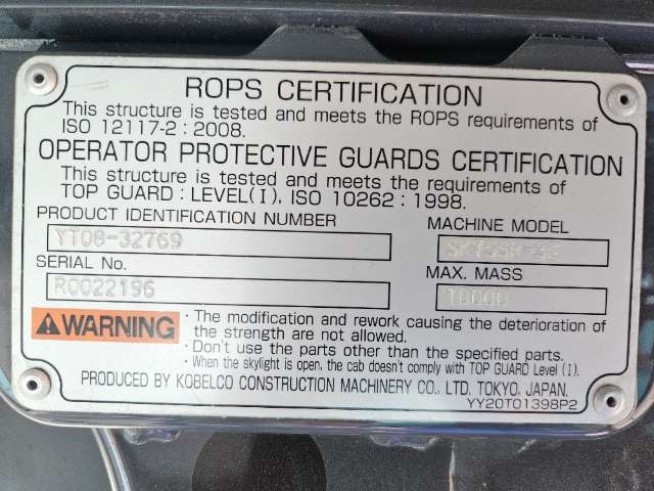 ROPS CERTIFICATION
This structure is tested and meets the ROPS requirements of
ISO 12117-2 : 2008.
OPERATOR PROTECTIVE GUARDS CERTIFICATION
This structure is tested and meets the requirements of
TOP GUARD : LEVEL(I), ISO 10262 : 1998.
PRODUCT IDENTIFICATION NUMBER
YT08-32769
MACHINE MODEL
SERIAL No.
R0022196
MAX. MASS
⚠WARNING
· The modification and rework causing the deterioration of
the strength are not allowed.
· Don't use the parts other than the specified parts.
· When the skylight is open, the cab doesn't comply with TOP GUARD Level (I).
PRODUCED BY KOBELCO CONSTRUCTION MACHINERY CO., LTD. TOKYO, JAPAN.
YY20T01398P2